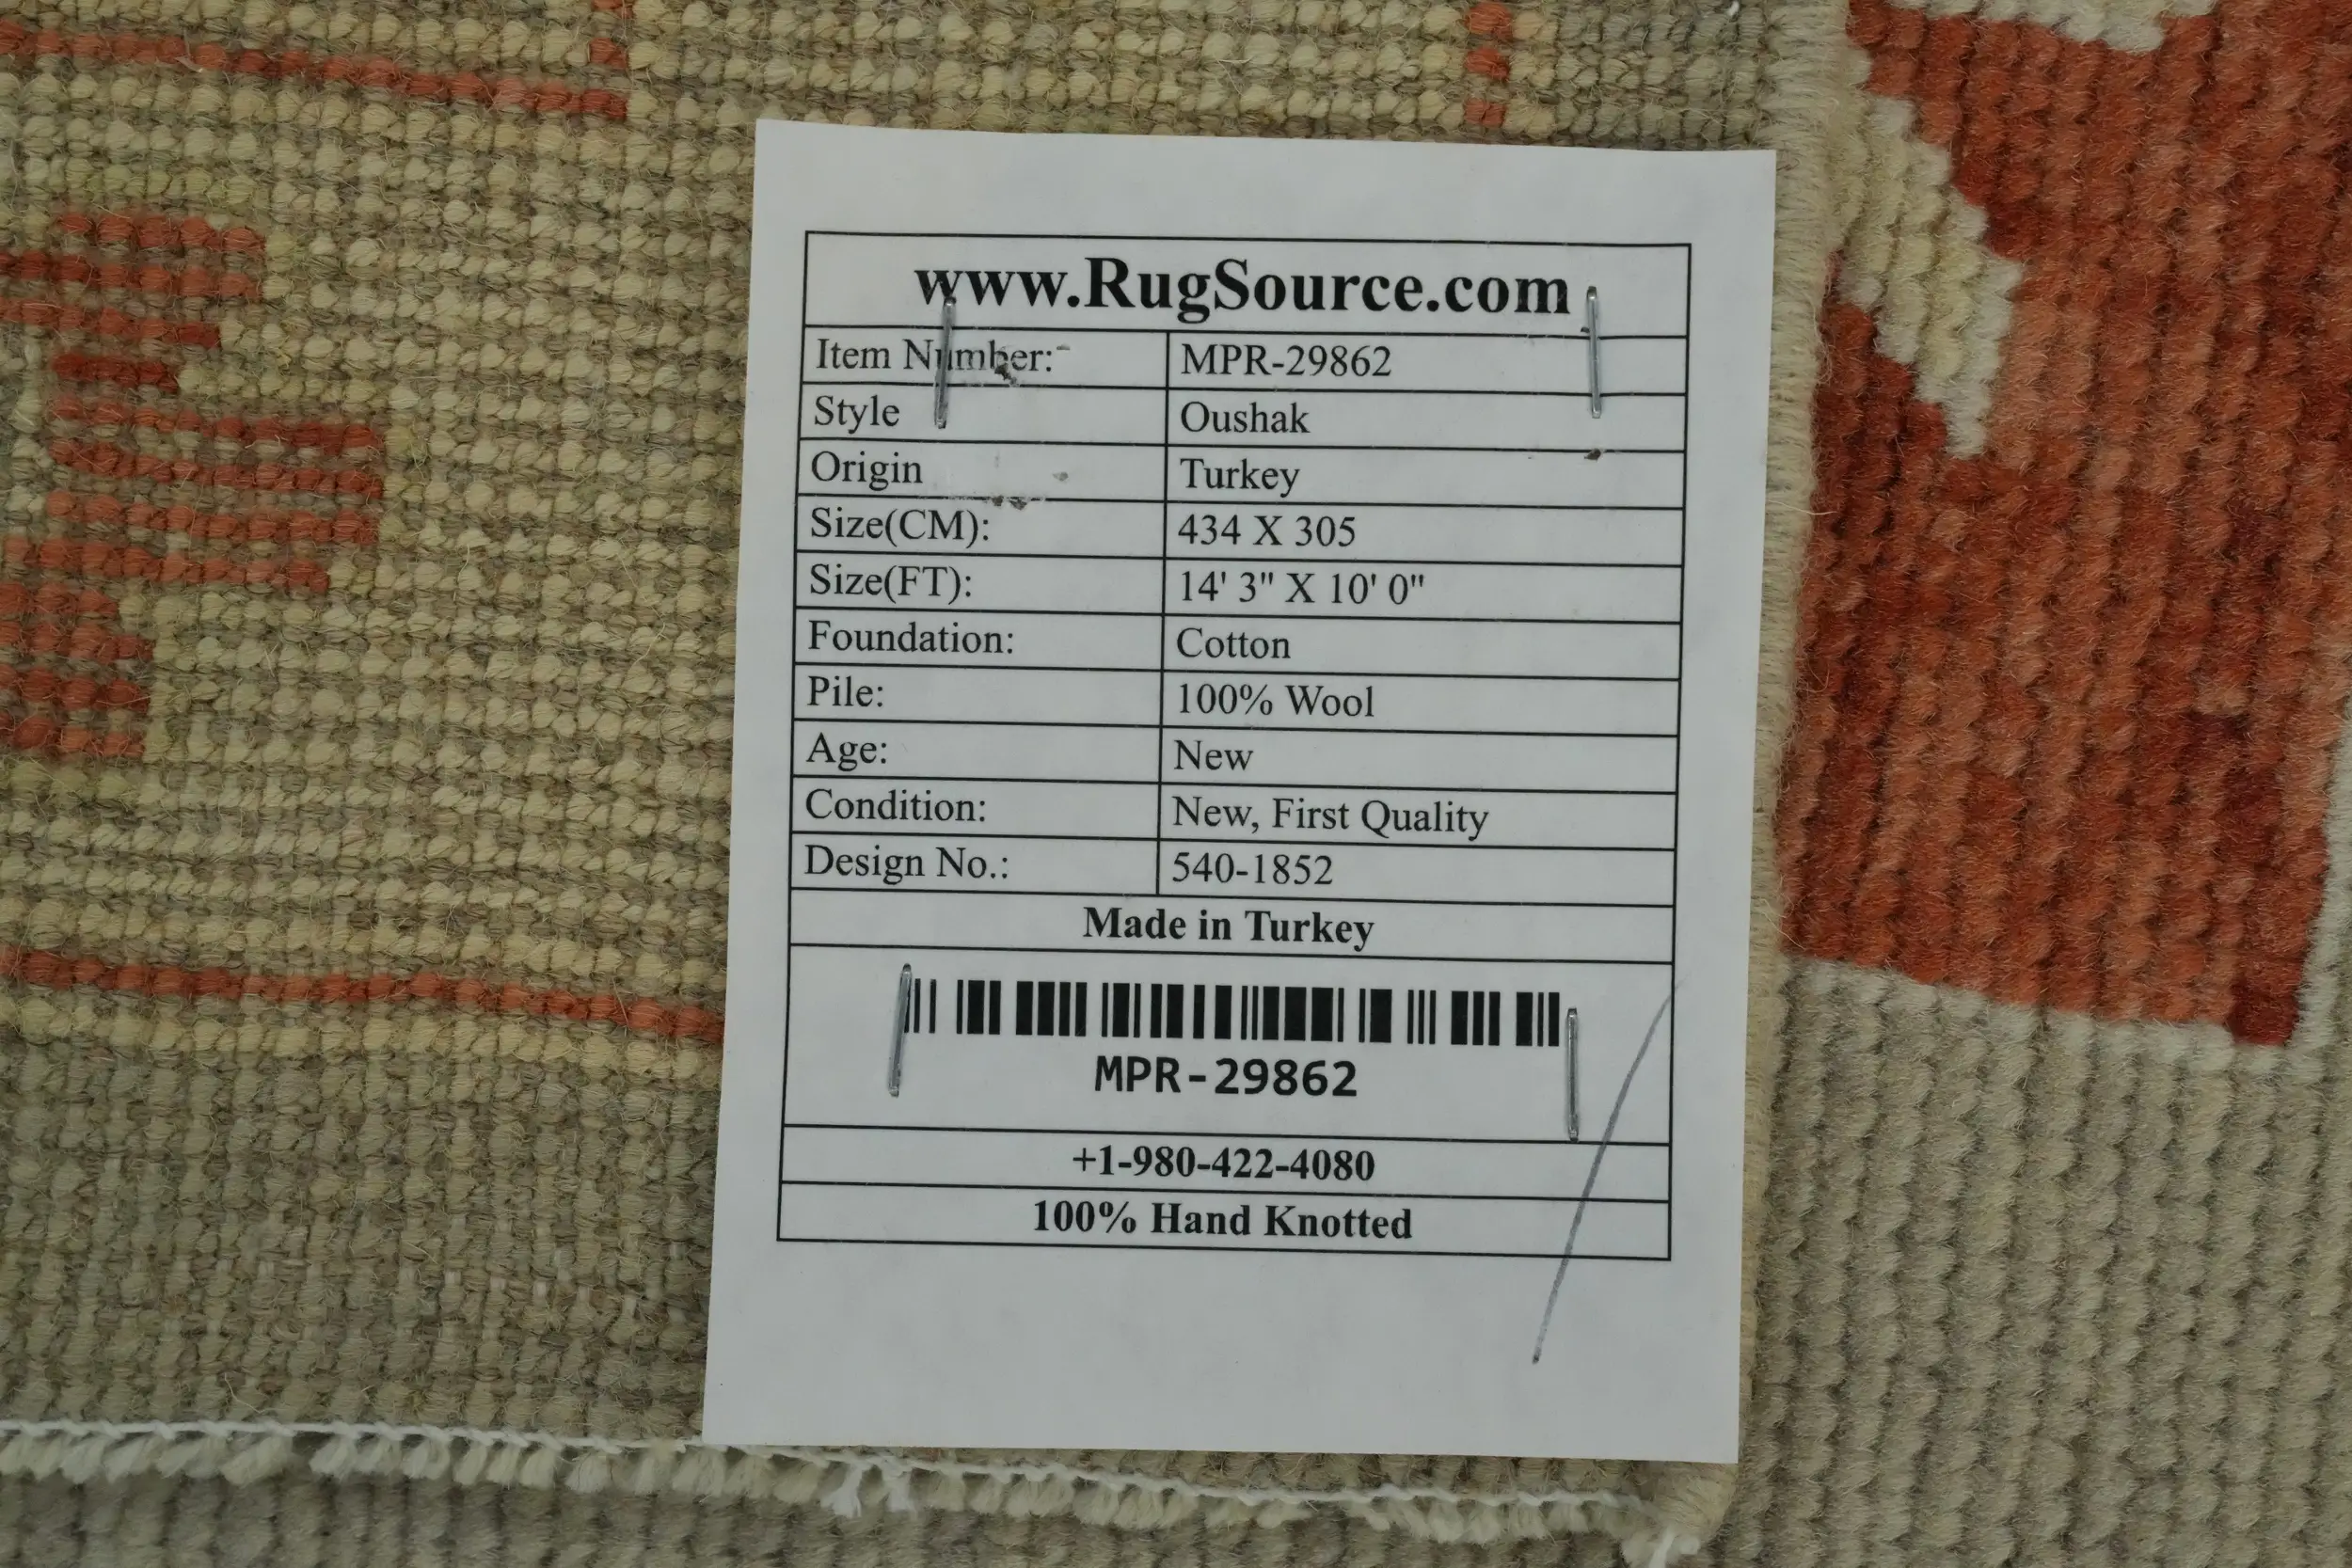 www.RugSource.com
Item Number: MPR-29862
Style Oushak
Origin Turkey
Size(CM): 434 X 305
Size(FT): 14' 3" X 10' 0"
Foundation: Cotton
Pile: 100% Wool
Age: New
Condition: New, First Quality
Design No.: 540-1852
Made in Turkey
MPR-29862
+1-980-422-4080
100% Hand Knotted